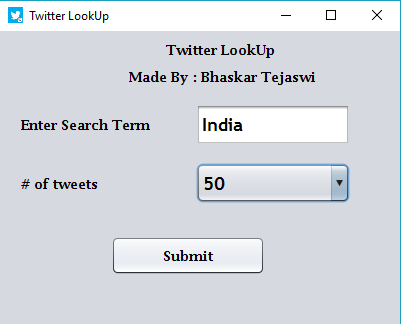 Twitter LookUp
Twitter LookUp
Made By : Bhaskar Tejaswi
Enter Search Term India
# of tweets 50
Submit